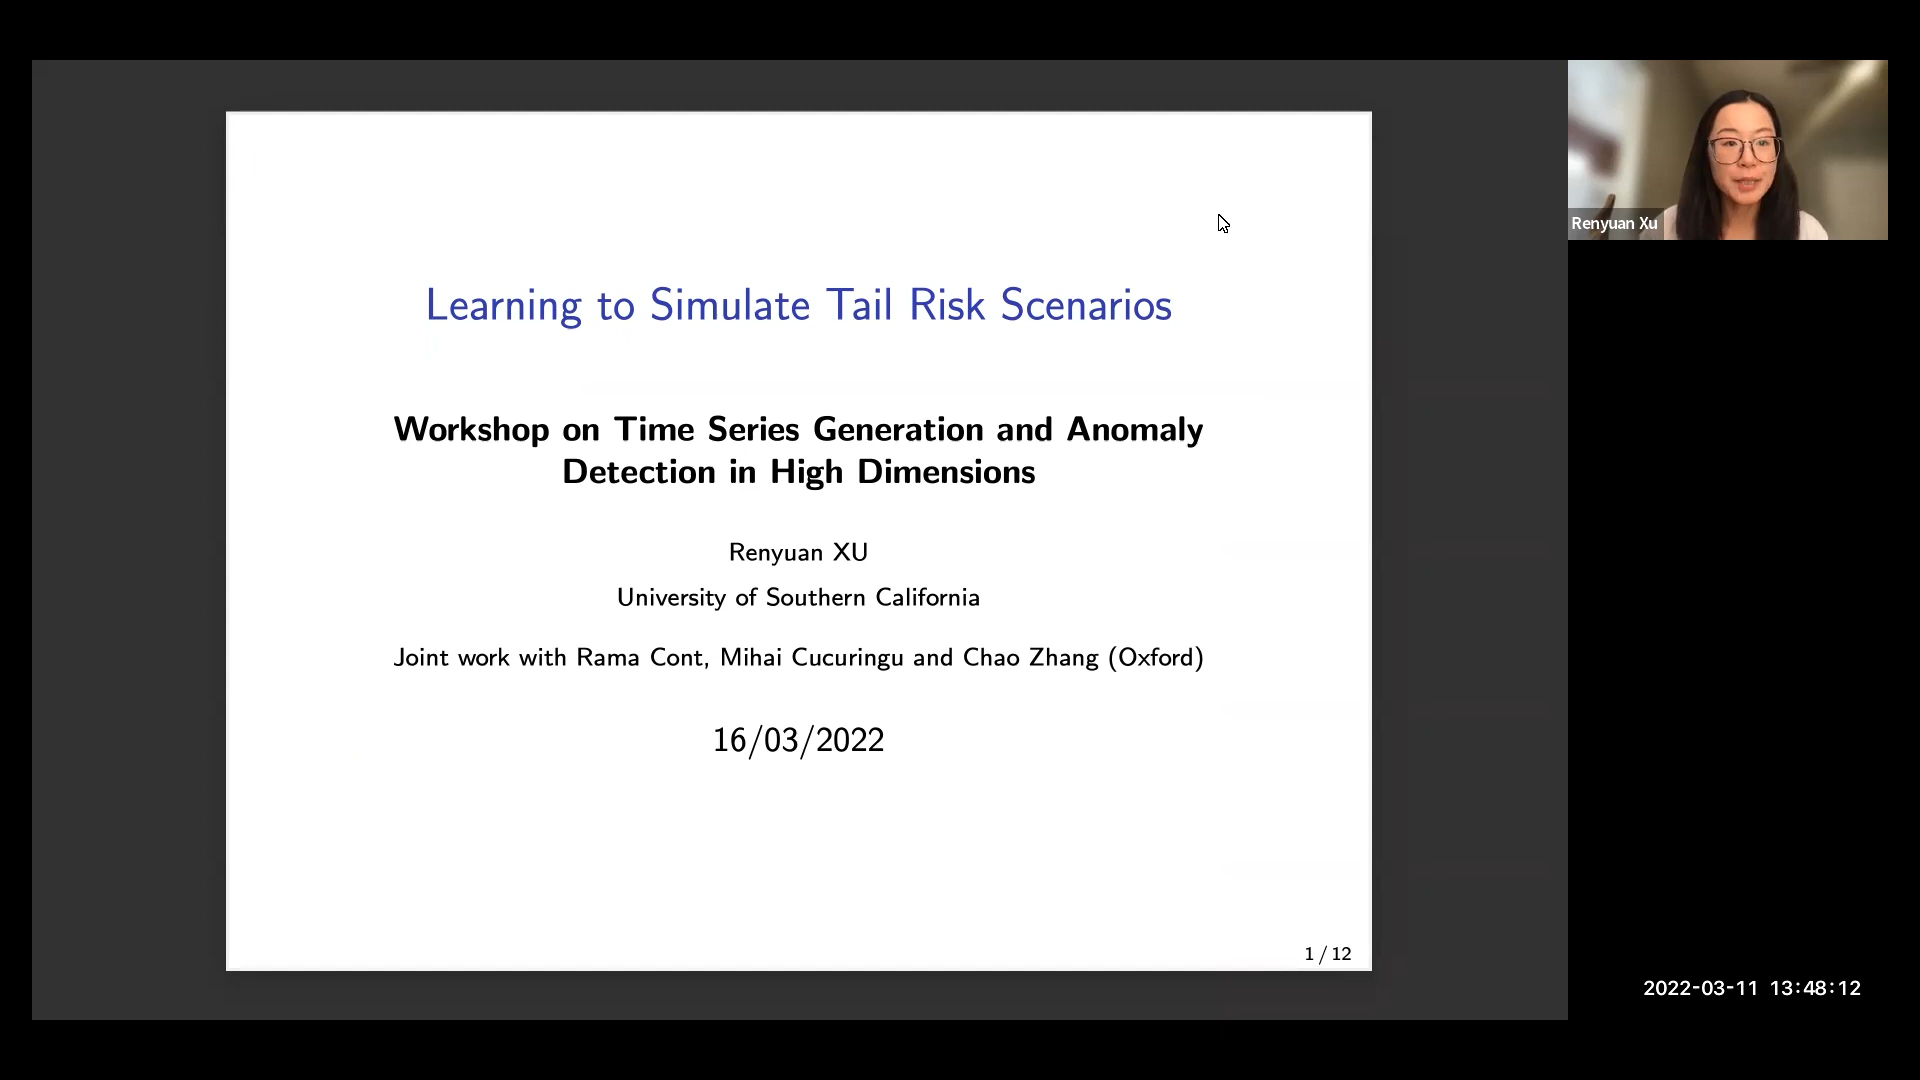 Learning to Simulate Tail Risk Scenarios
Workshop on Time Series Generation and Anomaly
Detection in High Dimensions
Renyuan XU
University of Southern California
Joint work with Rama Cont, Mihai Cucuringu and Chao Zhang (Oxford)
16/03/2022
1 / 12
Renyuan Xu
2022-03-11 13:48:12